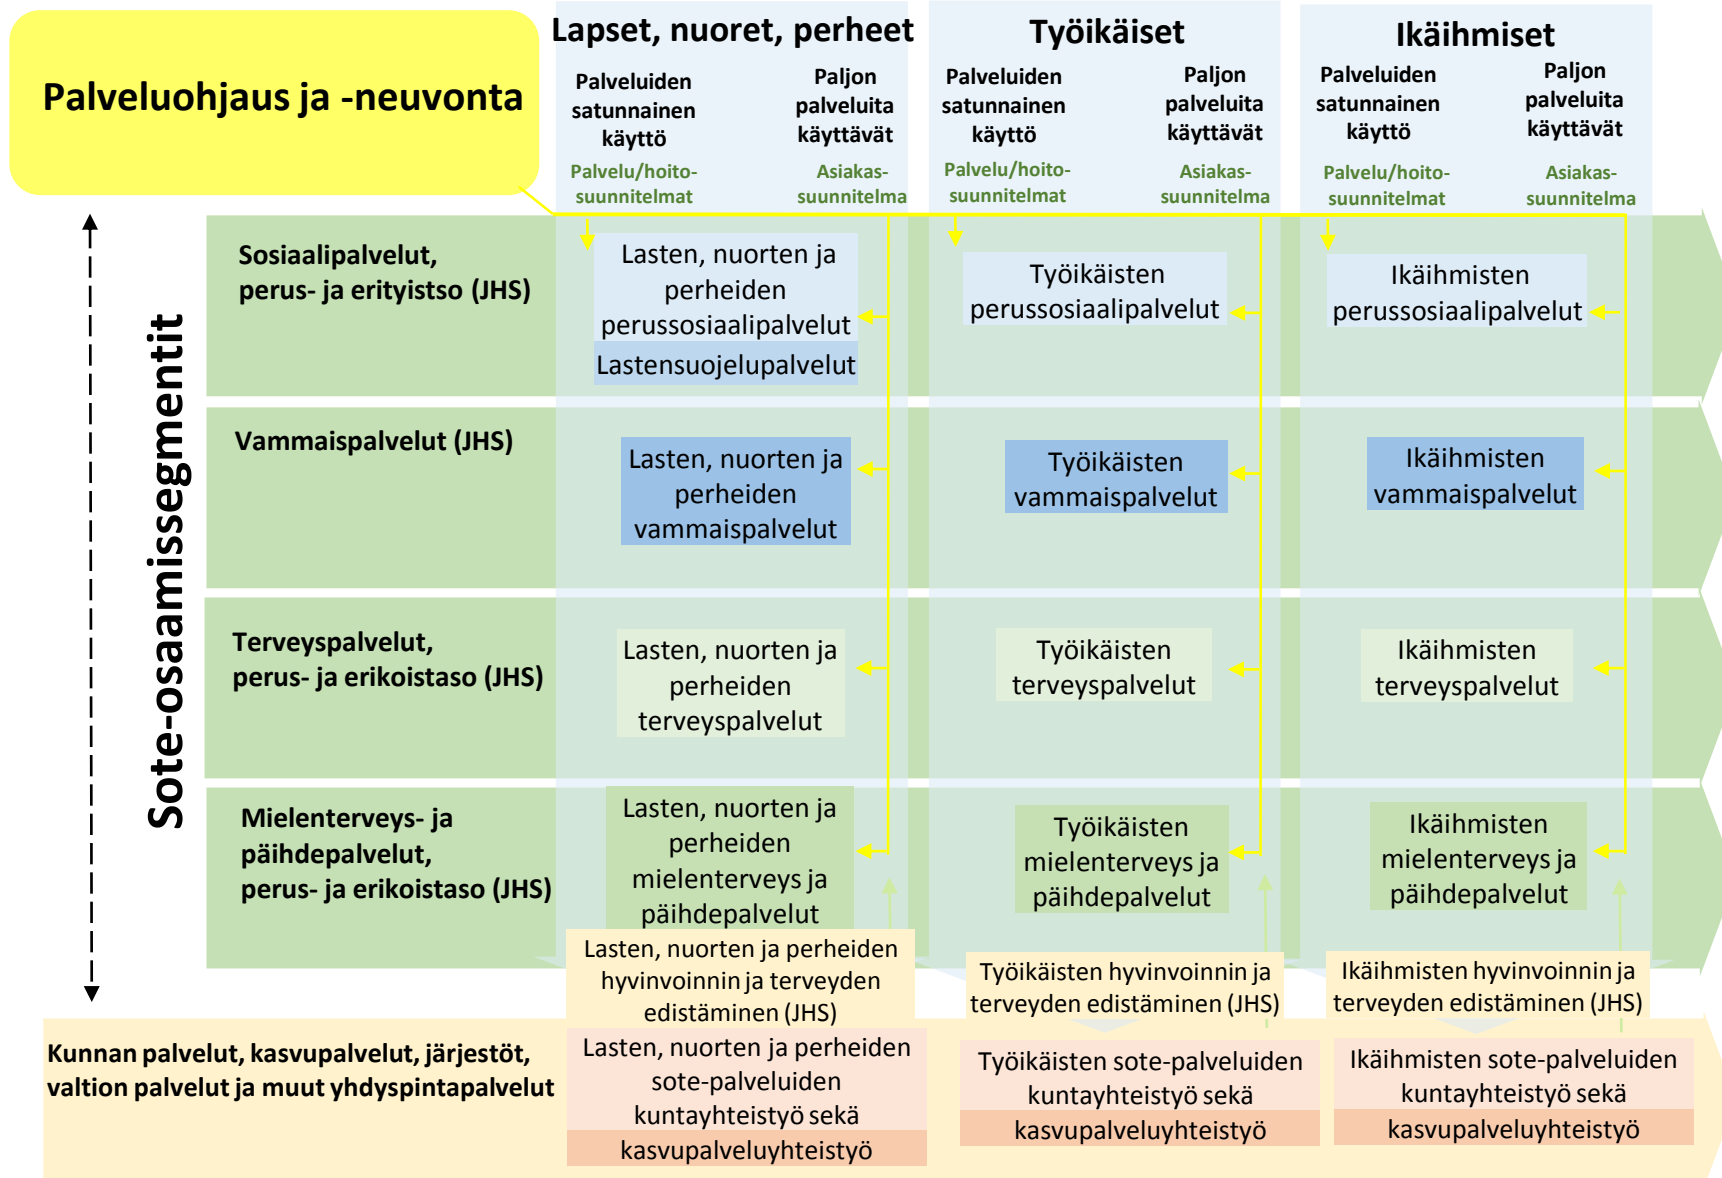 Palveluohjaus ja -neuvonta
Lapset, nuoret, perheet
Työikäiset
Ikäihmiset
Palveluiden
satunnainen
käyttö
Paljon
palveluita
käyttävät
Palveluiden
satunnainen
käyttö
Paljon
palveluita
käyttävät
Palveluiden
satunnainen
käyttö
Paljon
palveluita
käyttävät
Palvelu/hoito-
suunnitelmat
Asiakas-
suunnitelma
Palvelu/hoito-
suunnitelmat
Asiakas-
suunnitelma
Palvelu/hoito-
suunnitelmat
Asiakas-
suunnitelma
Sote-osaamissegmentit
Sosiaalipalvelut,
perus- ja erityistso (JHS)
Lasten, nuorten ja
perheiden
perussosiaalipalvelut
Lastensuojelupalvelut
Työikäisten
perussosiaalipalvelut
Ikäihmisten
perussosiaalipalvelut
Vammaispalvelut (JHS)
Lasten, nuorten ja
perheiden
vammaispalvelut
Työikäisten
vammaispalvelut
Ikäihmisten
vammaispalvelut
Terveyspalvelut,
perus- ja erikoistaso (JHS)
Lasten, nuorten ja
perheiden
terveyspalvelut
Työikäisten
terveyspalvelut
Ikäihmisten
terveyspalvelut
Mielenterveys- ja
päihdepalvelut,
perus- ja erikoistaso (JHS)
Lasten, nuorten ja
perheiden
mielenterveys ja
päihdepalvelut
Työikäisten
mielenterveys ja
päihdepalvelut
Ikäihmisten
mielenterveys ja
päihdepalvelut
Lasten, nuorten ja perheiden
hyvinvoinnin ja terveyden
edistäminen (JHS)
Työikäisten hyvinvoinnin ja
terveyden edistäminen (JHS)
Ikäihmisten hyvinvoinnin ja
terveyden edistäminen (JHS)
Kunnan palvelut, kasvupalvelut, järjestöt,
valtion palvelut ja muut yhdyspintapalvelut
Lasten, nuorten ja perheiden
sote-palveluiden
kuntayhteistyö sekä
kasvupalveluyhteistyö
Työikäisten sote-palveluiden
kuntayhteistyö sekä
kasvupalveluyhteistyö
Ikäihmisten sote-palveluiden
kuntayhteistyö sekä
kasvupalveluyhteistyö